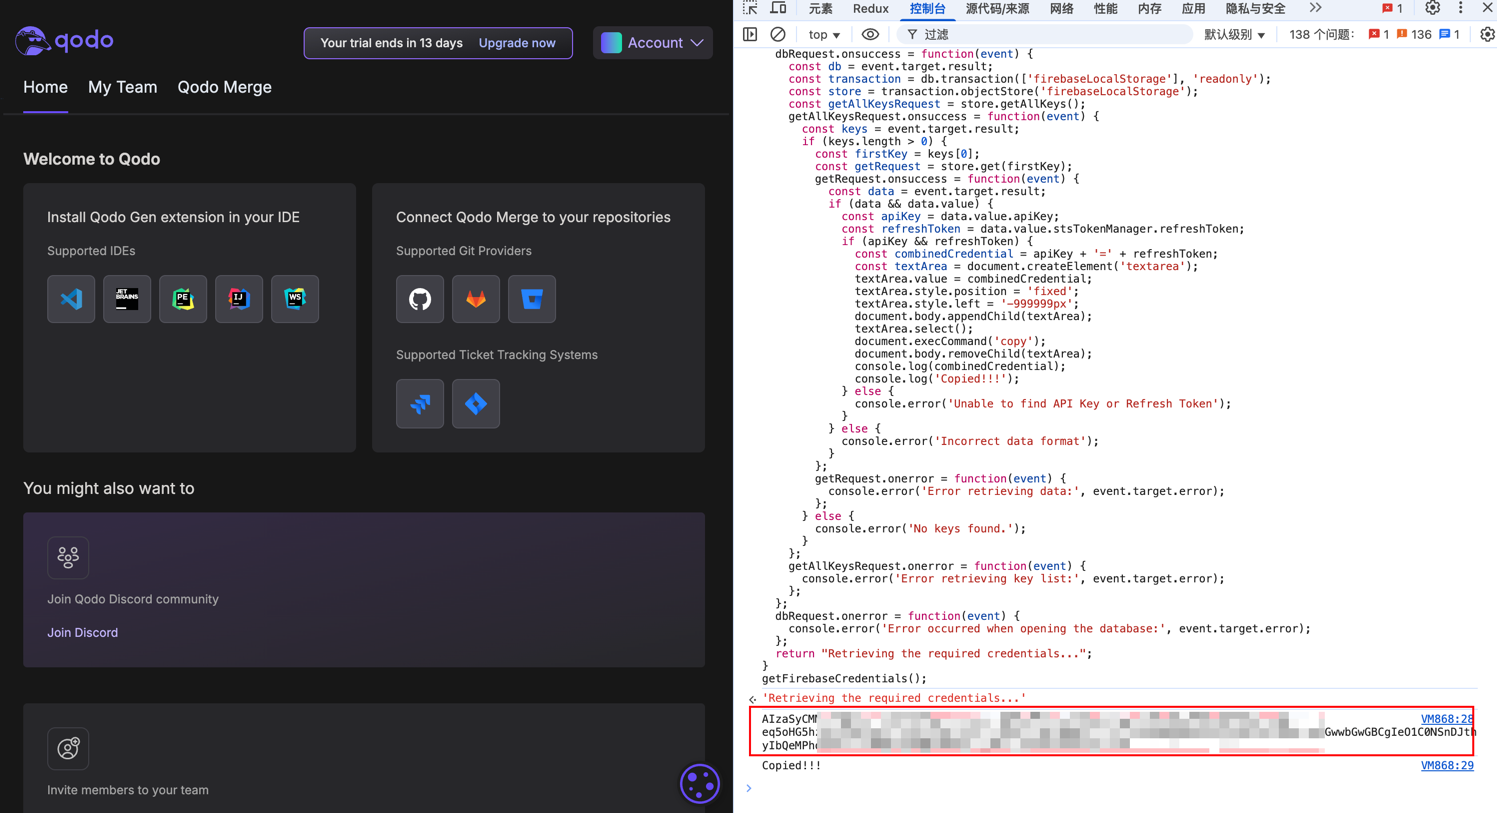 qodo
Your trial ends in 13 days Upgrade now
Account
Home My Team Qodo Merge
Welcome to Qodo
Install Qodo Gen extension in your IDE
Supported IDEs
JET BRAINS
PE
IJ
WS
Connect Qodo Merge to your repositories
Supported Git Providers
Supported Ticket Tracking Systems
You might also want to
Join Qodo Discord community
Join Discord
Invite members to your team
元素 Redux 控制台 源代码/来源 网络 性能 内存 应用 隐私与安全 1
top 过滤 默认级别 138 个问题： 1 136 1
dbRequest.onsuccess = function(event) {
const db = event.target.result;
const transaction = db.transaction(['firebaseLocalStorage'], 'readonly');
const store = transaction.objectStore('firebaseLocalStorage');
const getAllKeysRequest = store.getAllKeys();
getAllKeysRequest.onsuccess = function(event) {
const keys = event.target.result;
if (keys.length > 0) {
const firstKey = keys[0];
const getRequest = store.get(firstKey);
getRequest.onsuccess = function(event) {
const data = event.target.result;
if (data && data.value) {
const apiKey = data.value.apiKey;
const refreshToken = data.value.stsTokenManager.refreshToken;
if (apiKey && refreshToken) {
const combinedCredential = apiKey + '=' + refreshToken;
const textArea = document.createElement('textarea');
textArea.value = combinedCredential;
textArea.style.position = 'fixed';
textArea.style.left = '-999999px';
document.body.appendChild(textArea);
textArea.select();
document.execCommand('copy');
document.body.removeChild(textArea);
console.log(combinedCredential);
console.log('Copied!!!');
} else {
console.error('Unable to find API Key or Refresh Token');
}
} else {
console.error('Incorrect data format');
}
};
getRequest.onerror = function(event) {
console.error('Error retrieving data:', event.target.error);
};
} else {
console.error('No keys found.');
}
};
getAllKeysRequest.onerror = function(event) {
console.error('Error retrieving key list:', event.target.error);
};
};
dbRequest.onerror = function(event) {
console.error('Error occurred when opening the database:', event.target.error);
};
return "Retrieving the required credentials...";
}
getFirebaseCredentials();
'Retrieving the required credentials...'
AIzaSyCM VM868:28
eq5oHG5h GwwbGwGBCgIeO1C0NSnDJth
yIbQeMPh
Copied!!! VM868:29